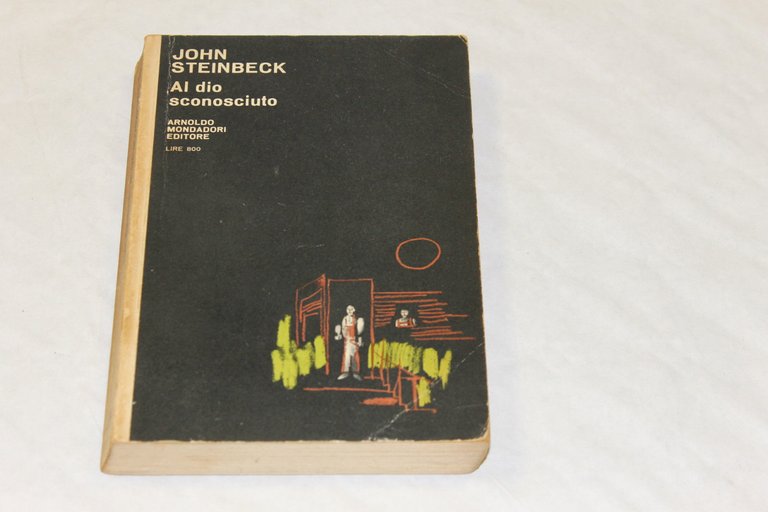 JOHN
STEINBECK
Al dio
sconosciuto
ARNOLDO
MONDADORI
EDITORE
LIRE 800